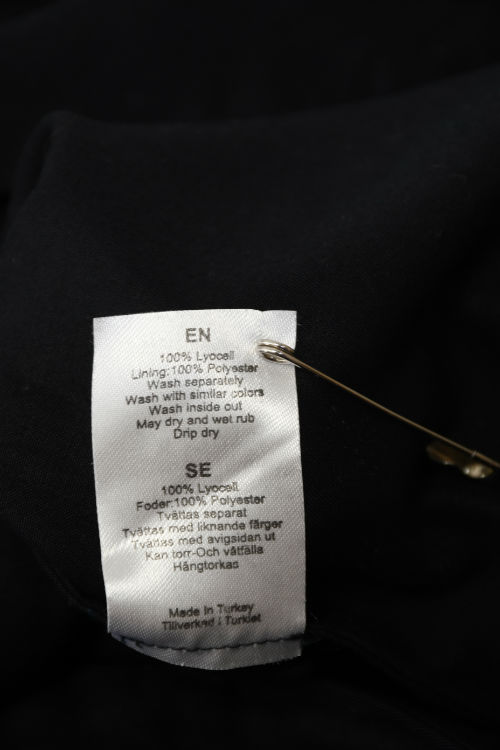 EN
100% Lyocell
Lining:100% Polyester
Wash separately
Wash with similar colors
Wash inside out
May dry and wet rub
Drip dry
SE
100% Lyocell
Foder:100% Polyester
Tvättas separat
Tvättas med liknande färger
Tvättas med avigsidan ut
Kan torr-Och våtfälla
Hängtorkas
Made in Turkey
Tillverkad i Turkiet